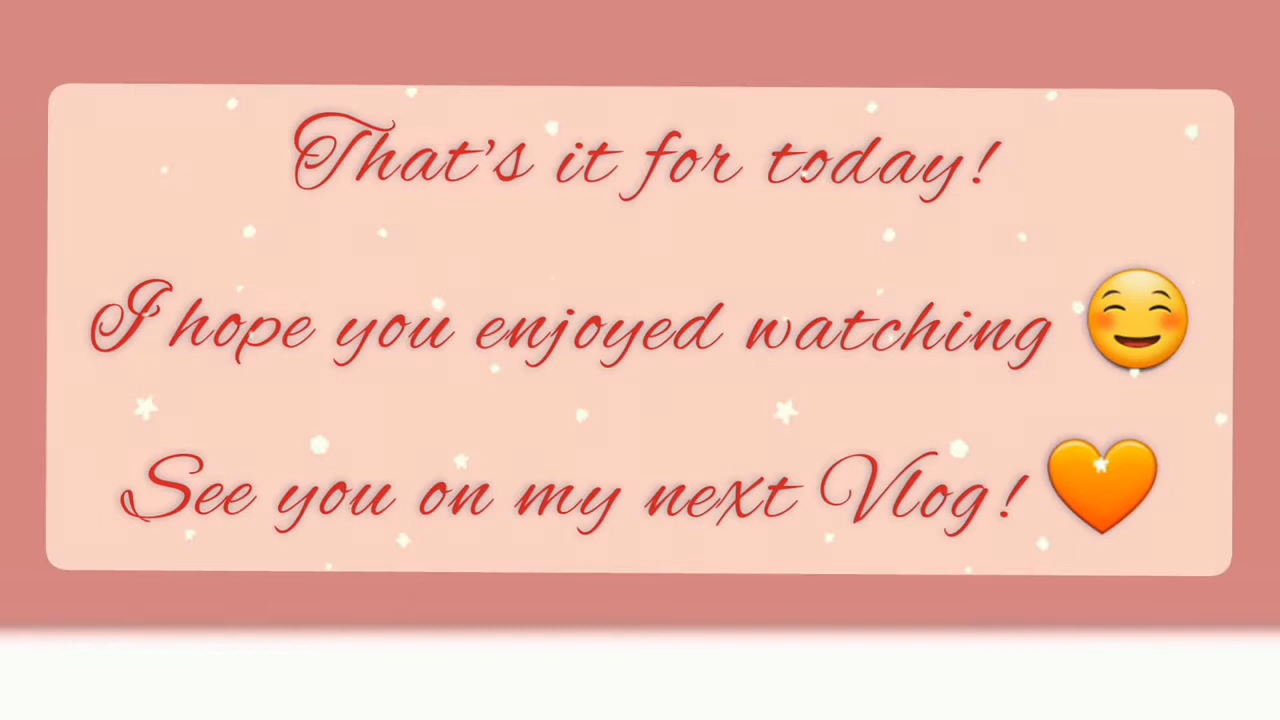 That's it for today!
I hope you enjoyed watching 😊
See you on my next Vlog! 🧡